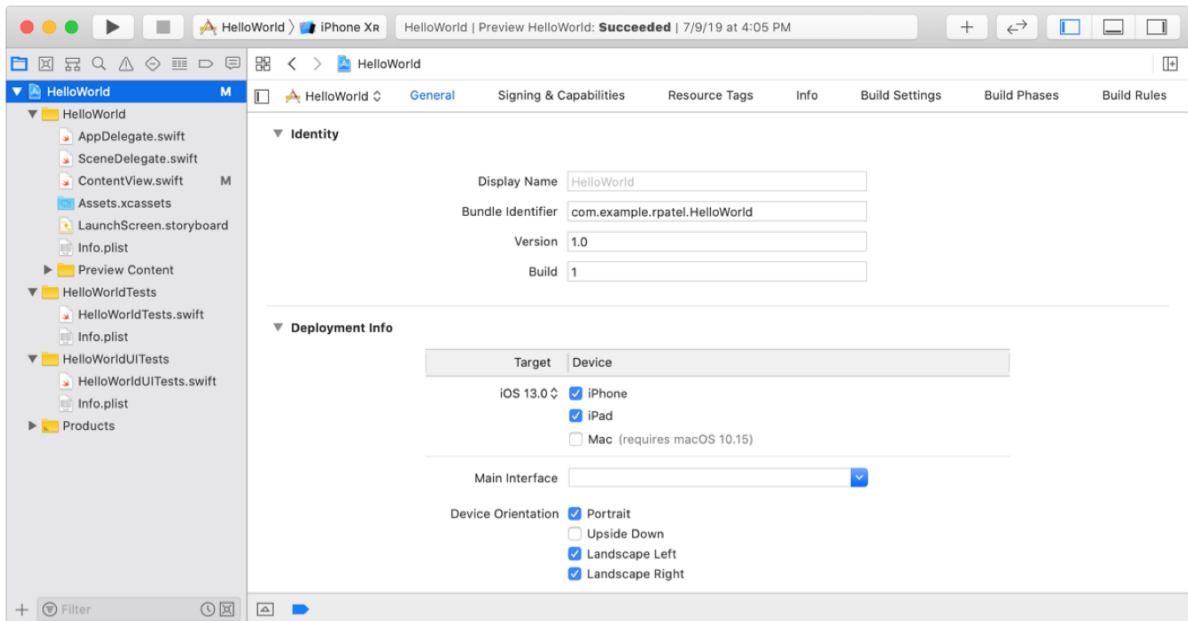 HelloWorld iPhone XR HelloWorld | Preview HelloWorld: Succeeded | 7/9/19 at 4:05 PM
HelloWorld
HelloWorld M
HelloWorld General Signing & Capabilities Resource Tags Info Build Settings Build Phases Build Rules
HelloWorld
AppDelegate.swift
SceneDelegate.swift
ContentView.swift M
Assets.xcassets
LaunchScreen.storyboard
Info.plist
Preview Content
HelloWorldTests
HelloWorldTests.swift
Info.plist
HelloWorldUITests
HelloWorldUITests.swift
Info.plist
Products
Filter
Identity
Display Name HelloWorld
Bundle Identifier com.example.rpatel.HelloWorld
Version 1.0
Build 1
Deployment Info
Target Device
iOS 13.0 iPhone
iPad
Mac (requires macOS 10.15)
Main Interface
Device Orientation Portrait
Upside Down
Landscape Left
Landscape Right